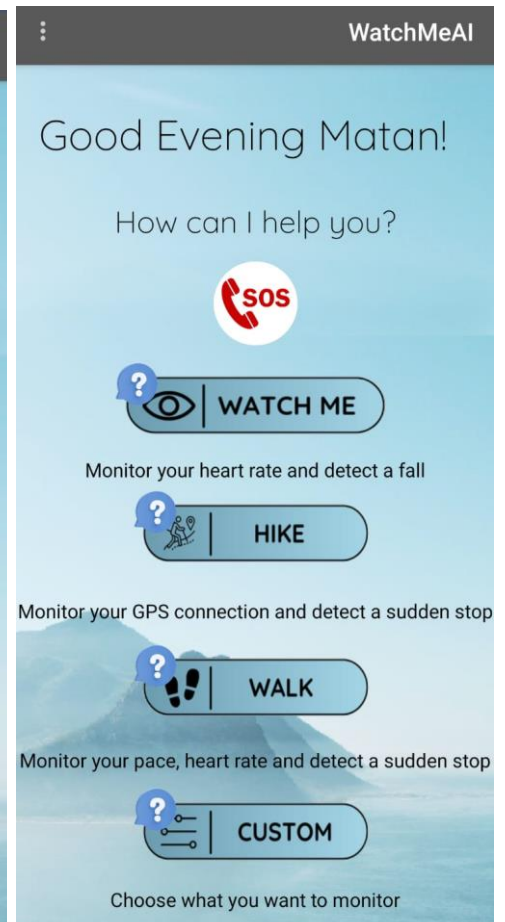 WatchMeAI
Good Evening Matan!
How can I help you?
SOS
?
WATCH ME
Monitor your heart rate and detect a fall
?
HIKE
Monitor your GPS connection and detect a sudden stop
?
WALK
Monitor your pace, heart rate and detect a sudden stop
?
CUSTOM
Choose what you want to monitor